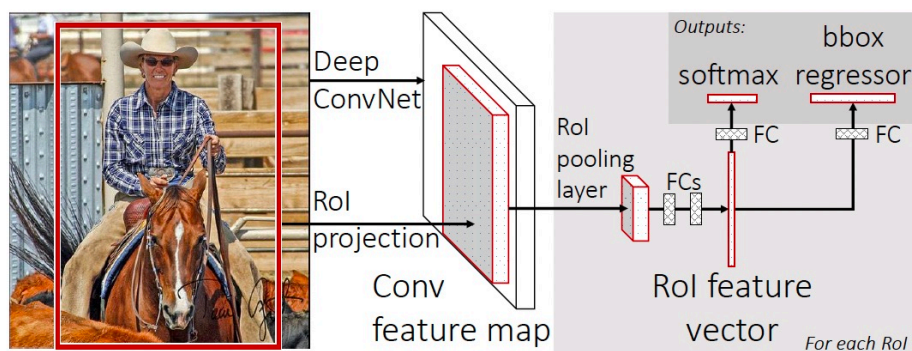 Deep
ConvNet
RoI
projection
Conv
feature map
RoI
pooling
layer
FCs
RoI feature
vector
For each RoI
Outputs:
softmax
bbox
regressor
FC
FC